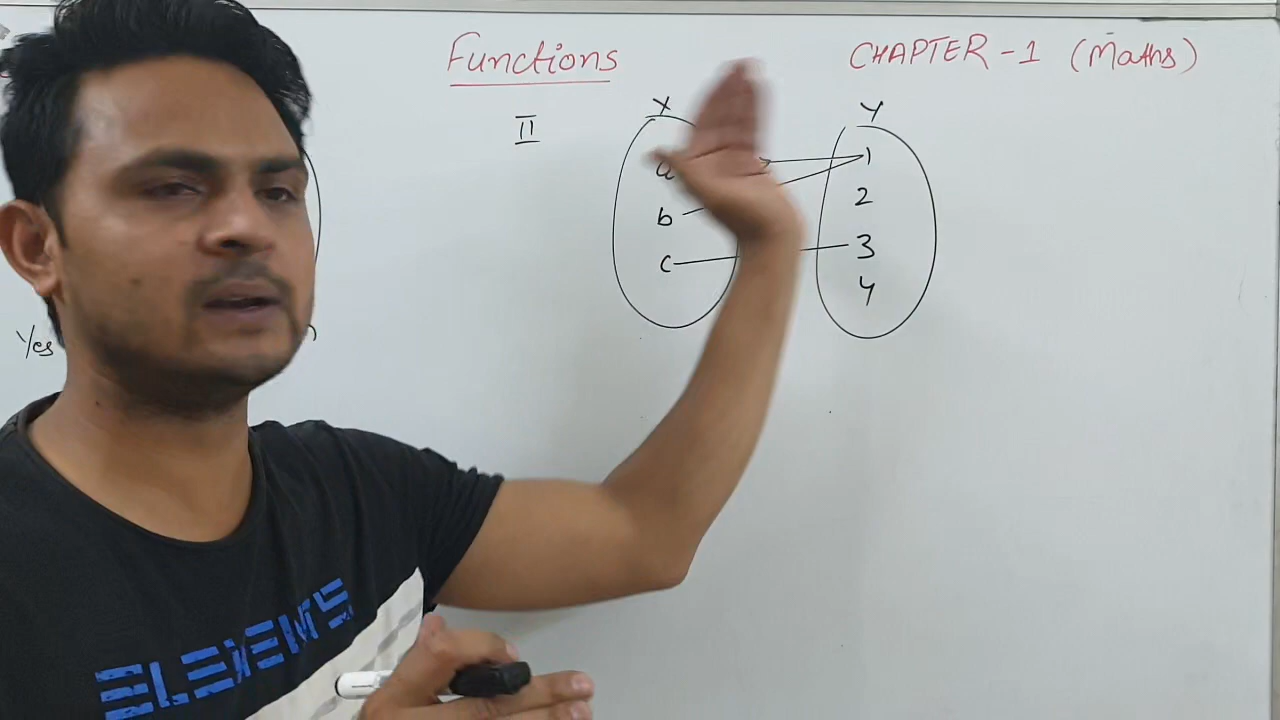 Functions
CHAPTER-1 (Maths)
II
X
Y
a
1
b
2
c
3
4
Yes
ELEMENTS